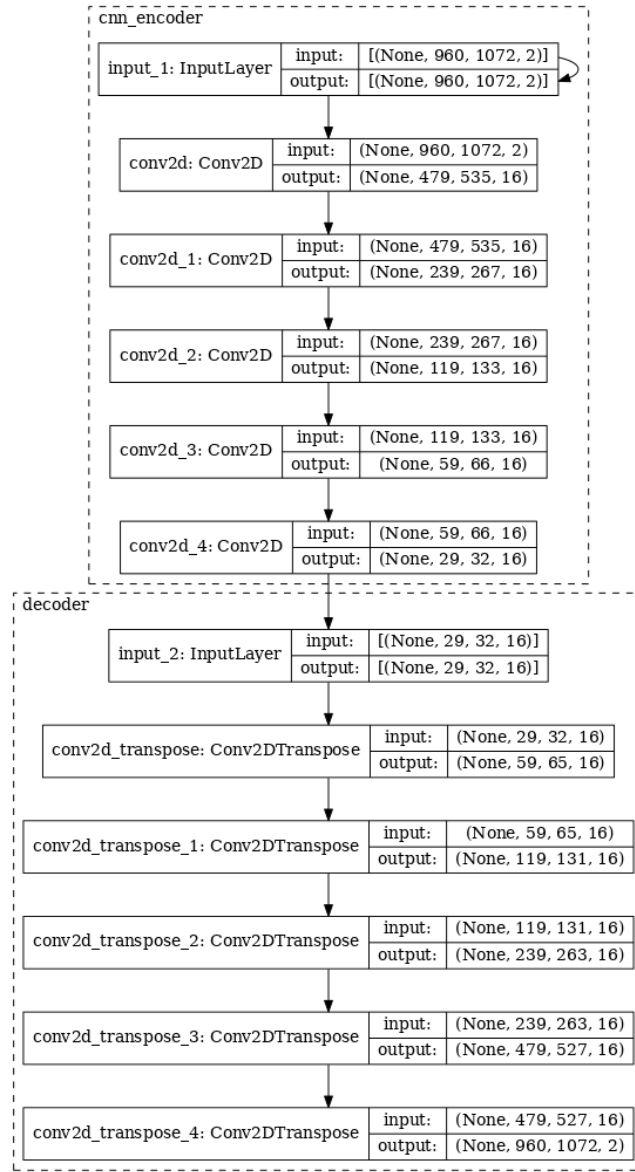 cnn_encoder
input_1: InputLayer
input: [(None, 960, 1072, 2)]
output: [(None, 960, 1072, 2)]
conv2d: Conv2D
input: (None, 960, 1072, 2)
output: (None, 479, 535, 16)
conv2d_1: Conv2D
input: (None, 479, 535, 16)
output: (None, 239, 267, 16)
conv2d_2: Conv2D
input: (None, 239, 267, 16)
output: (None, 119, 133, 16)
conv2d_3: Conv2D
input: (None, 119, 133, 16)
output: (None, 59, 66, 16)
conv2d_4: Conv2D
input: (None, 59, 66, 16)
output: (None, 29, 32, 16)
decoder
input_2: InputLayer
input: [(None, 29, 32, 16)]
output: [(None, 29, 32, 16)]
conv2d_transpose: Conv2DTranspose
input: (None, 29, 32, 16)
output: (None, 59, 65, 16)
conv2d_transpose_1: Conv2DTranspose
input: (None, 59, 65, 16)
output: (None, 119, 131, 16)
conv2d_transpose_2: Conv2DTranspose
input: (None, 119, 131, 16)
output: (None, 239, 263, 16)
conv2d_transpose_3: Conv2DTranspose
input: (None, 239, 263, 16)
output: (None, 479, 527, 16)
conv2d_transpose_4: Conv2DTranspose
input: (None, 479, 527, 16)
output: (None, 960, 1072, 2)